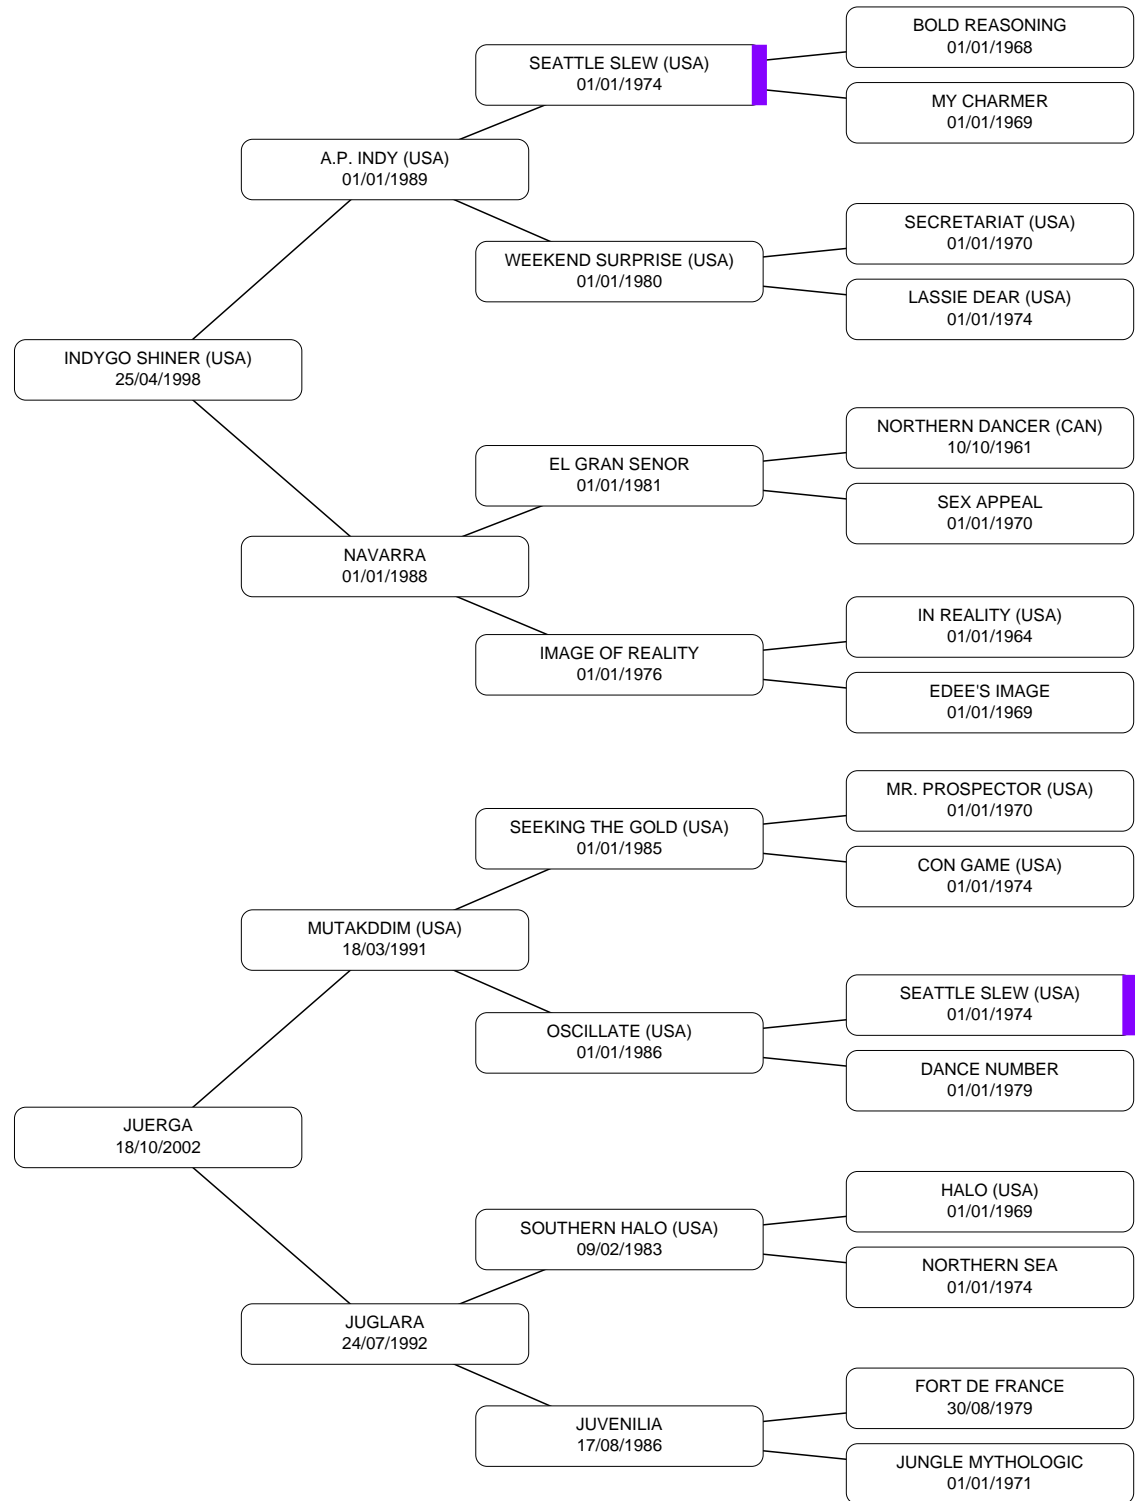 BOLD REASONING
01/01/1968
SEATTLE SLEW (USA)
01/01/1974
MY CHARMER
01/01/1969
A.P. INDY (USA)
01/01/1989
SECRETARIAT (USA)
01/01/1970
WEEKEND SURPRISE (USA)
01/01/1980
LASSIE DEAR (USA)
01/01/1974
INDYGO SHINER (USA)
25/04/1998
NORTHERN DANCER (CAN)
10/10/1961
EL GRAN SENOR
01/01/1981
SEX APPEAL
01/01/1970
NAVARRA
01/01/1988
IN REALITY (USA)
01/01/1964
IMAGE OF REALITY
01/01/1976
EDEE'S IMAGE
01/01/1969
MR. PROSPECTOR (USA)
01/01/1970
SEEKING THE GOLD (USA)
01/01/1985
CON GAME (USA)
01/01/1974
MUTAKDDIM (USA)
18/03/1991
SEATTLE SLEW (USA)
01/01/1974
OSCILLATE (USA)
01/01/1986
DANCE NUMBER
01/01/1979
JUERGA
18/10/2002
HALO (USA)
01/01/1969
SOUTHERN HALO (USA)
09/02/1983
NORTHERN SEA
01/01/1974
JUGLARA
24/07/1992
FORT DE FRANCE
30/08/1979
JUVENILIA
17/08/1986
JUNGLE MYTHOLOGIC
01/01/1971